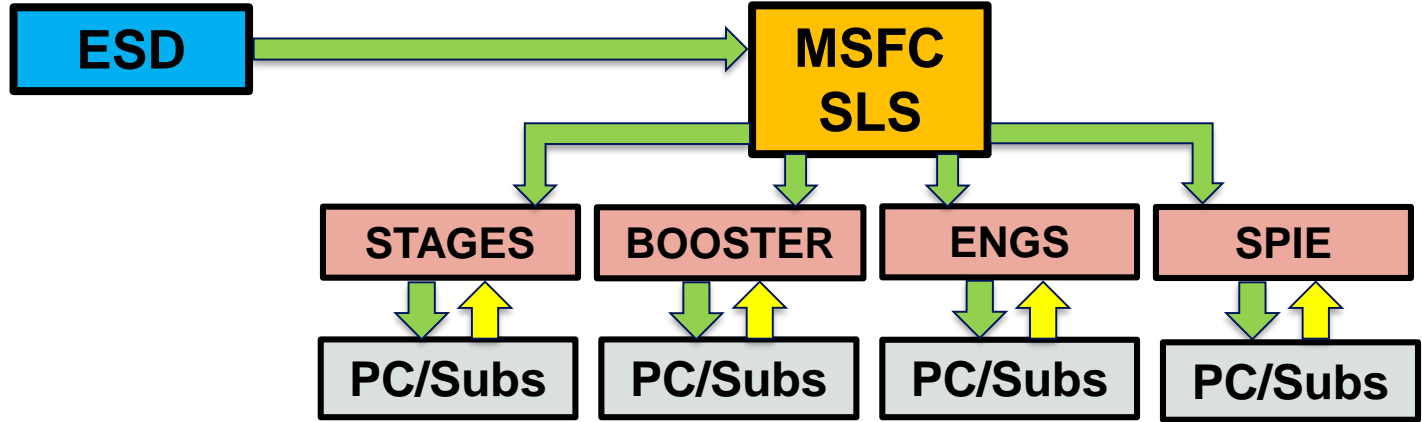 ESD
MSFC
SLS
STAGES
BOOSTER
ENGS
SPIE
PC/Subs
PC/Subs
PC/Subs
PC/Subs